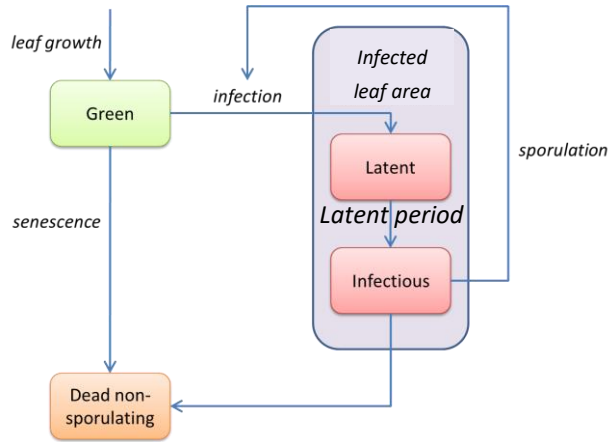 leaf growth
Infected
leaf area
infection
Green
sporulation
Latent
Latent period
senescence
Infectious
Dead non-
sporulating